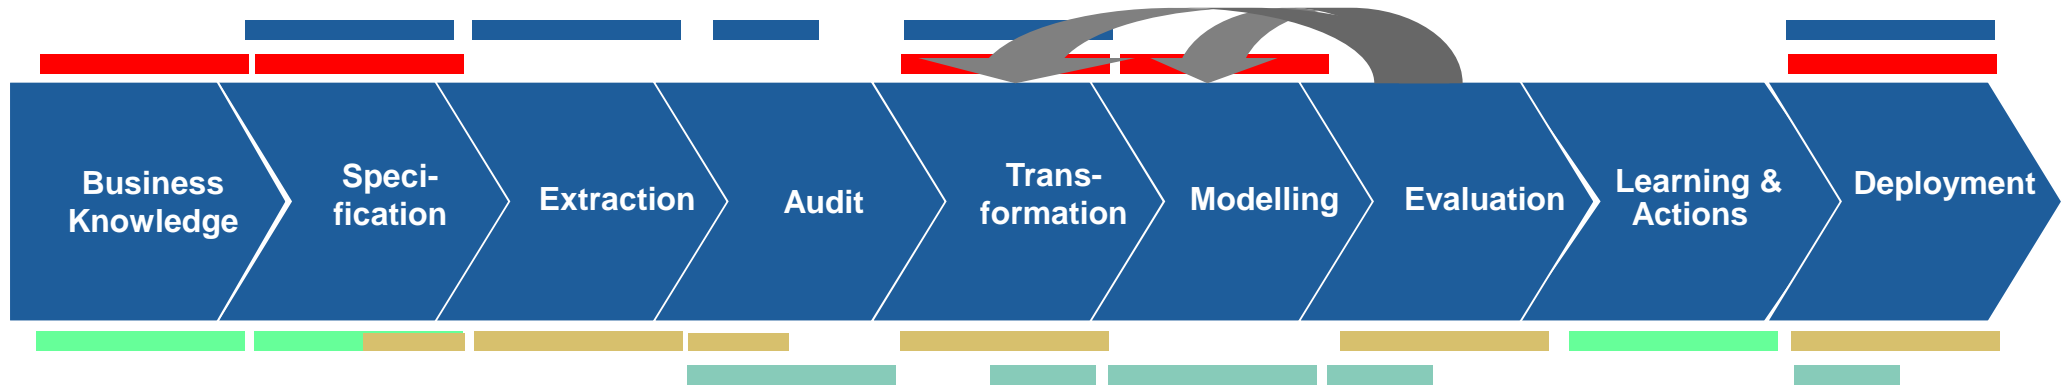 Business
Knowledge
Speci-
fication
Extraction
Audit
Trans-
formation
Modelling
Evaluation
Learning &
Actions
Deployment